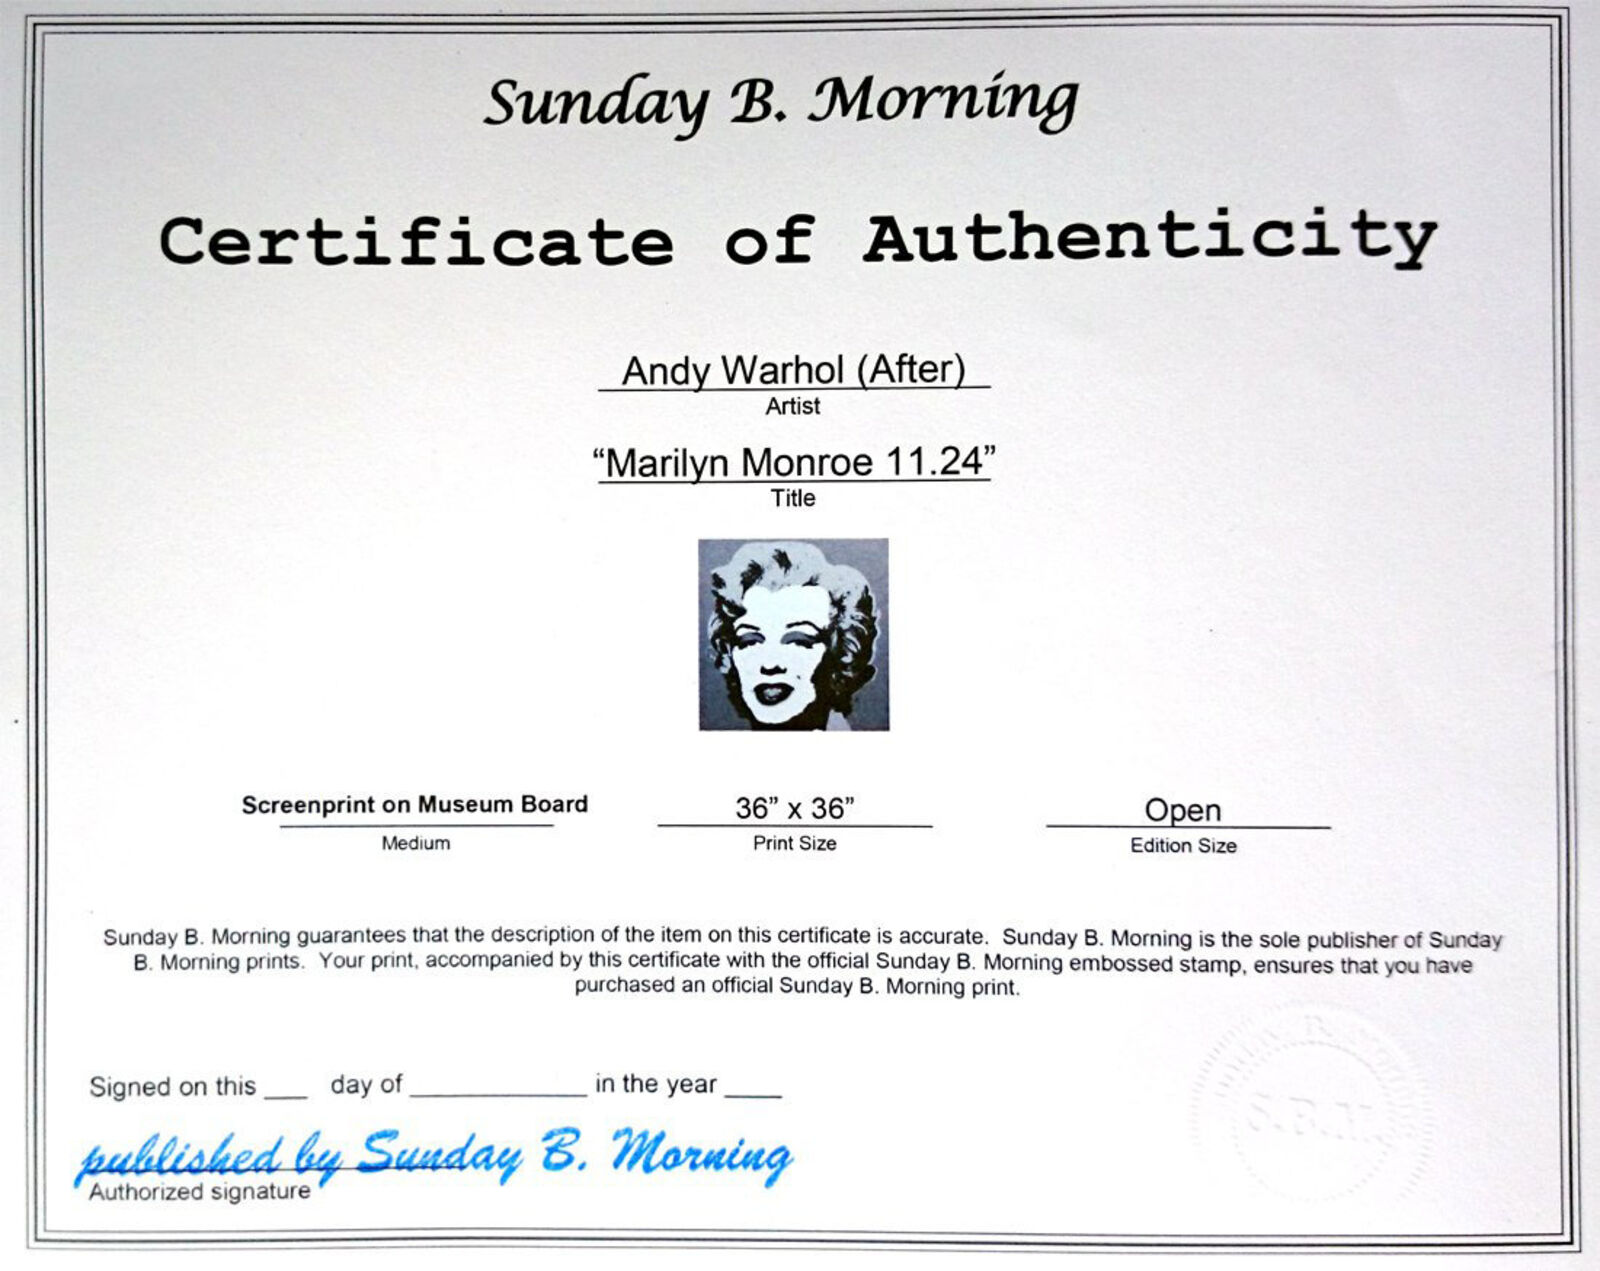 Sunday B. Morning
Certificate of Authenticity
Andy Warhol (After)
Artist
“Marilyn Monroe 11.24”
Title
Screenprint on Museum Board
Medium
36” x 36”
Print Size
Open
Edition Size
Sunday B. Morning guarantees that the description of the item on this certificate is accurate.  Sunday B. Morning is the sole publisher of Sunday
B. Morning prints.  Your print, accompanied by this certificate with the official Sunday B. Morning embossed stamp, ensures that you have
purchased an official Sunday B. Morning print.
Signed on this ___ day of _____________ in the year ____
published by Sunday B. Morning
Authorized signature
S.B.M.